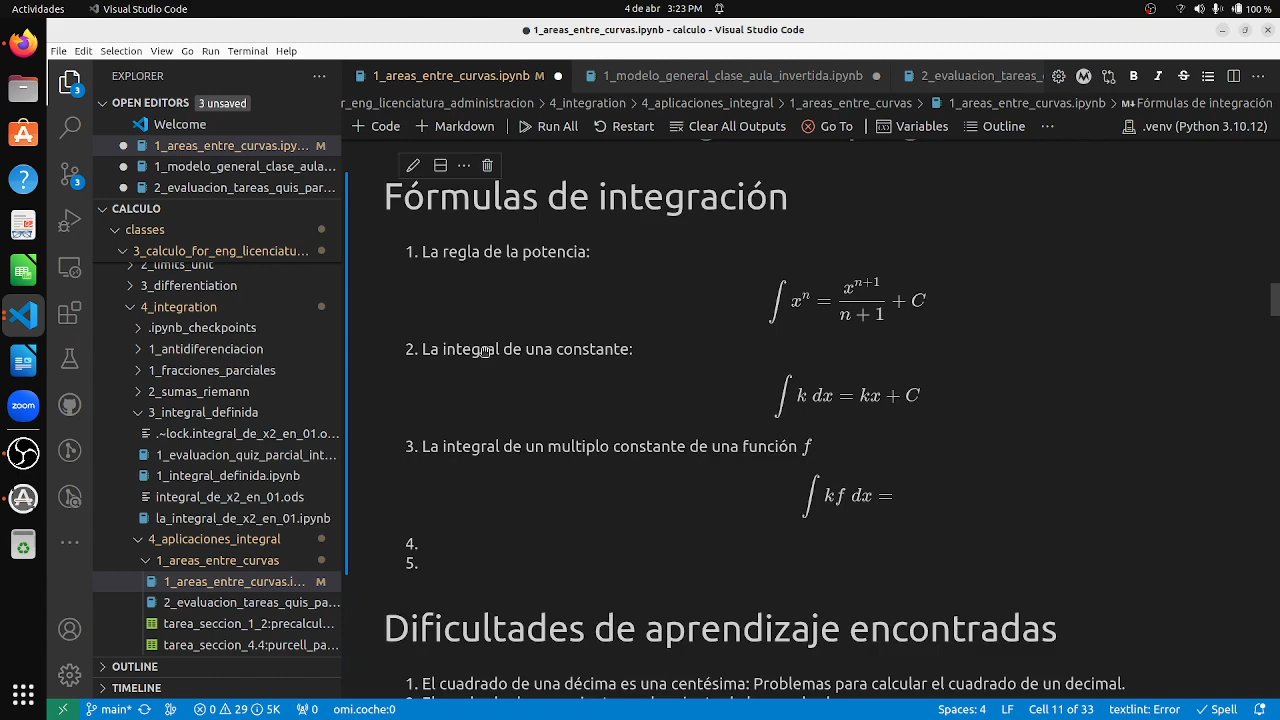 Actividades Visual Studio Code 4 de abr 3:23 PM 100 %
1_areas_entre_curvas.ipynb - calculo - Visual Studio Code
File Edit Selection View Go Run Terminal Help
EXPLORER
OPEN EDITORS 3 unsaved
Welcome
1_areas_entre_curvas.ipy... M
1_modelo_general_clase_aula...
2_evaluacion_tareas_quis_par...
CALCULO
classes
3_calculo_for_eng_licenciatu...
2_limits_unit
3_differentiation
4_integration
.ipynb_checkpoints
1_antidiferenciacion
1_fracciones_parciales
2_sumas_riemann
3_integral_definida
.~lock.integral_de_x2_en_01.o...
1_evaluacion_quiz_parcial_int...
1_integral_definida.ipynb
integral_de_x2_en_01.ods
la_integral_de_x2_en_01.ipynb
4_aplicaciones_integral
1_areas_entre_curvas
1_areas_entre_curvas.i... M
2_evaluacion_tareas_quis_pa...
tarea_seccion_1_2:precalcul...
tarea_seccion_4.4:purcell_pa...
OUTLINE
TIMELINE
3
3
zoom
1_areas_entre_curvas.ipynb M 1_modelo_general_clase_aula_invertida.ipynb 2_evaluacion_tareas_
r_eng_licenciatura_administracion > 4_integration > 4_aplicaciones_integral > 1_areas_entre_curvas > 1_areas_entre_curvas.ipynb > Fórmulas de integración
+ Code + Markdown Run All Restart Clear All Outputs Go To Variables Outline ... .venv (Python 3.10.12)
Fórmulas de integración
1. La regla de la potencia:
∫ xⁿ = xⁿ⁺¹/(n + 1) + C
2. La integral de una constante:
∫ k dx = kx + C
3. La integral de un multiplo constante de una función f
∫ kf dx =
4.
5.
Dificultades de aprendizaje encontradas
1. El cuadrado de una décima es una centésima: Problemas para calcular el cuadrado de un decimal.
main* 0 29 5K 0 omi.coche:0 Spaces: 4 LF Cell 11 of 33 textlint: Error Spell